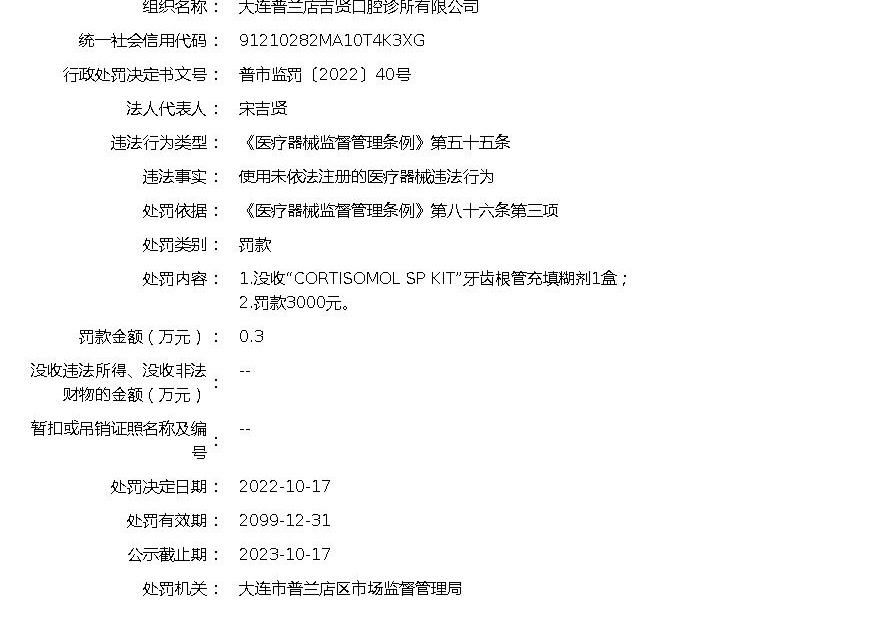 组织名称： 大连普兰店吉贤口腔诊所有限公司
统一社会信用代码： 91210282MA10T4K3XG
行政处罚决定书文号： 普市监罚〔2022〕40号
法人代表人： 宋吉贤
违法行为类型： 《医疗器械监督管理条例》第五十五条
违法事实： 使用未依法注册的医疗器械违法行为
处罚依据： 《医疗器械监督管理条例》第八十六条第三项
处罚类别： 罚款
处罚内容： 1.没收“CORTISOMOL SP KIT”牙齿根管充填糊剂1盒；
2.罚款3000元。
罚款金额（万元）： 0.3
没收违法所得、没收非法
财物的金额（万元）： --
暂扣或吊销证照名称及编
号： --
处罚决定日期： 2022-10-17
处罚有效期： 2099-12-31
公示截止期： 2023-10-17
处罚机关： 大连市普兰店区市场监督管理局